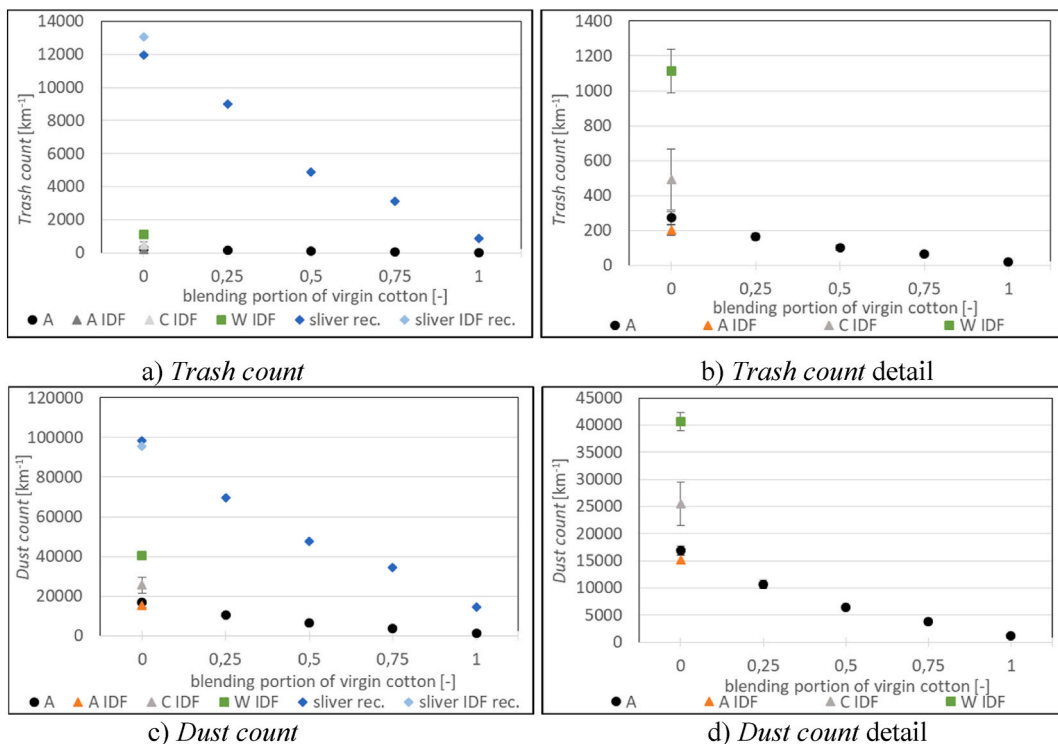 14000
12000
10000
8000
6000
4000
2000
0
Trash count [km⁻¹]
0 0,25 0,5 0,75 1
blending portion of virgin cotton [-]
A A IDF C IDF W IDF sliver rec. sliver IDF rec.
a) Trash count
1400
1200
1000
800
600
400
200
0
Trash count [km⁻¹]
0 0,25 0,5 0,75 1
blending portion of virgin cotton [-]
A A IDF C IDF W IDF
b) Trash count detail
120000
100000
80000
60000
40000
20000
0
Dust count [km⁻¹]
0 0,25 0,5 0,75 1
blending portion of virgin cotton [-]
A A IDF C IDF W IDF sliver rec. sliver IDF rec.
c) Dust count
45000
40000
35000
30000
25000
20000
15000
10000
5000
0
Dust count [km⁻¹]
0 0,25 0,5 0,75 1
blending portion of virgin cotton [-]
A A IDF C IDF W IDF
d) Dust count detail